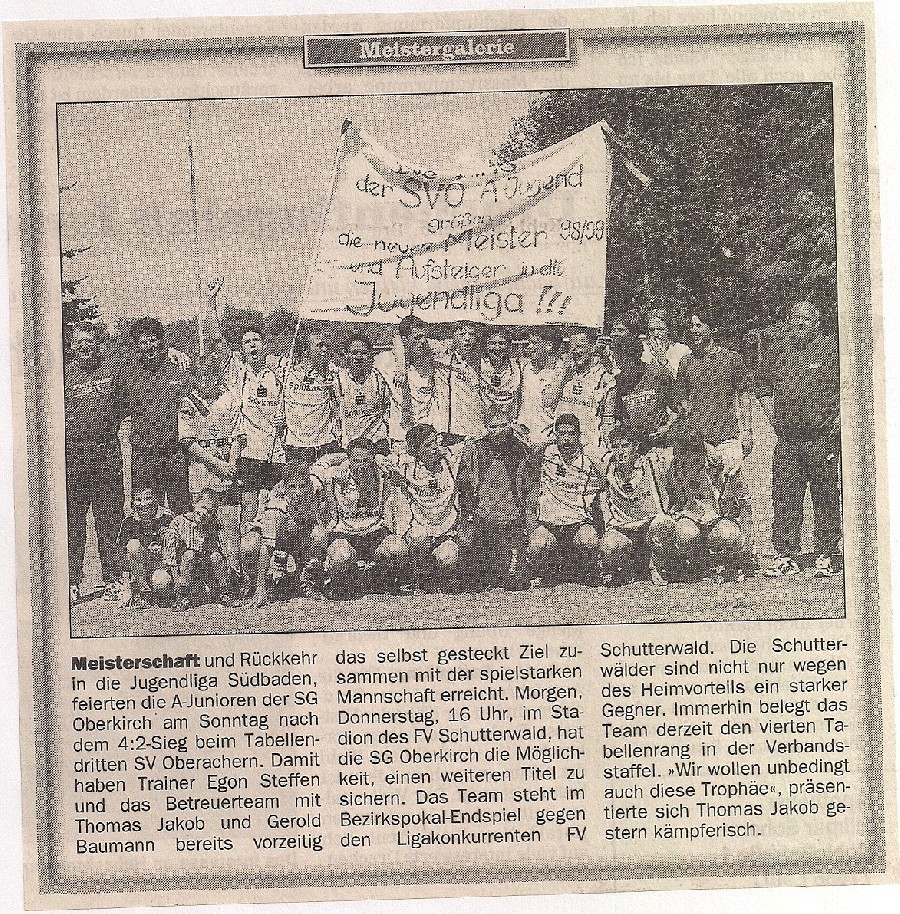 Meistergalerie
der SVO A Jugend
grüßen
die neuen Meister 98/99
und Aufsteiger in die
Jugendliga !!!
Meisterschaft und Rückkehr
in die Jugendliga Südbaden,
feierten die A-Junioren der SG
Oberkirch am Sonntag nach
dem 4:2-Sieg beim Tabellen-
dritten SV Oberachern. Damit
haben Trainer Egon Steffen
und das Betreuerteam mit
Thomas Jakob und Gerold
Baumann bereits vorzeitig
das selbst gesteckt Ziel zu-
sammen mit der spielstarken
Mannschaft erreicht. Morgen,
Donnerstag, 16 Uhr, im Sta-
dion des FV Schutterwald, hat
die SG Oberkirch die Möglich-
keit, einen weiteren Titel zu
sichern. Das Team steht im
Bezirkspokal-Endspiel gegen
den Ligakonkurrenten FV
Schutterwald. Die Schutter-
wälder sind nicht nur wegen
des Heimvorteils ein starker
Gegner. Immerhin belegt das
Team derzeit den vierten Ta-
bellenrang in der Verbands-
staffel. »Wir wollen unbedingt
auch diese Trophäe«, präsen-
tierte sich Thomas Jakob ge-
stern kämpferisch.